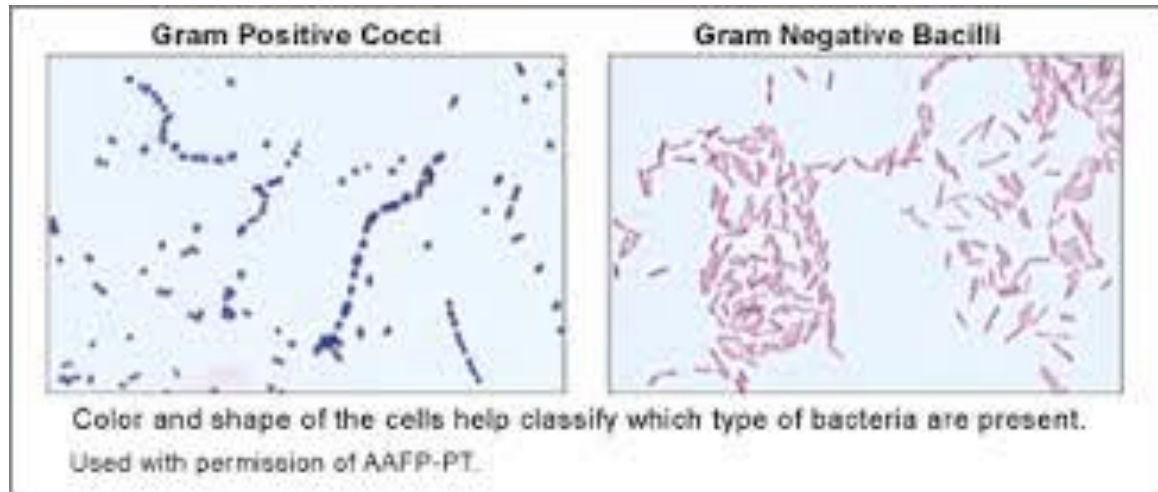 Gram Positive Cocci
Gram Negative Bacilli
Color and shape of the cells help classify which type of bacteria are present.
Used with permission of AAFP-PT.